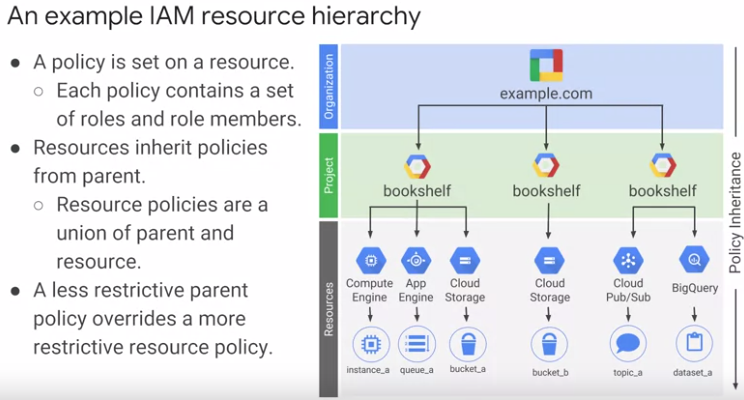 An example IAM resource hierarchy
● A policy is set on a resource.
○ Each policy contains a set
of roles and role members.
● Resources inherit policies
from parent.
○ Resource policies are a
union of parent and
resource.
● A less restrictive parent
policy overrides a more
restrictive resource policy.
Organization
example.com
Project
bookshelf
bookshelf
bookshelf
Resources
Compute
Engine
App
Engine
Cloud
Storage
Cloud
Storage
Cloud
Pub/Sub
BigQuery
instance_a
queue_a
bucket_a
bucket_b
topic_a
dataset_a
Policy Inheritance